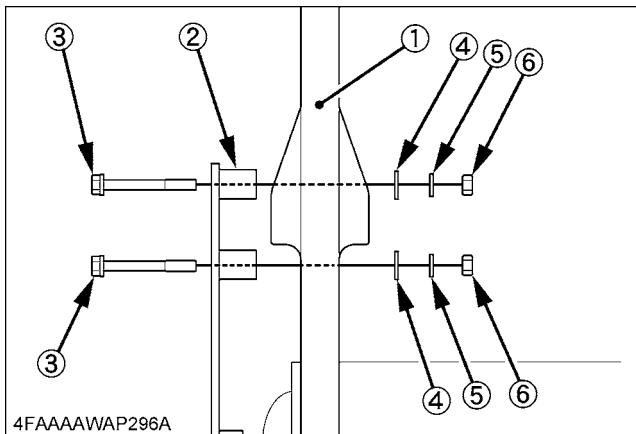 ③ ② ① ④ ⑤ ⑥
③ ④ ⑤ ⑥
4FAAAAWAP296A